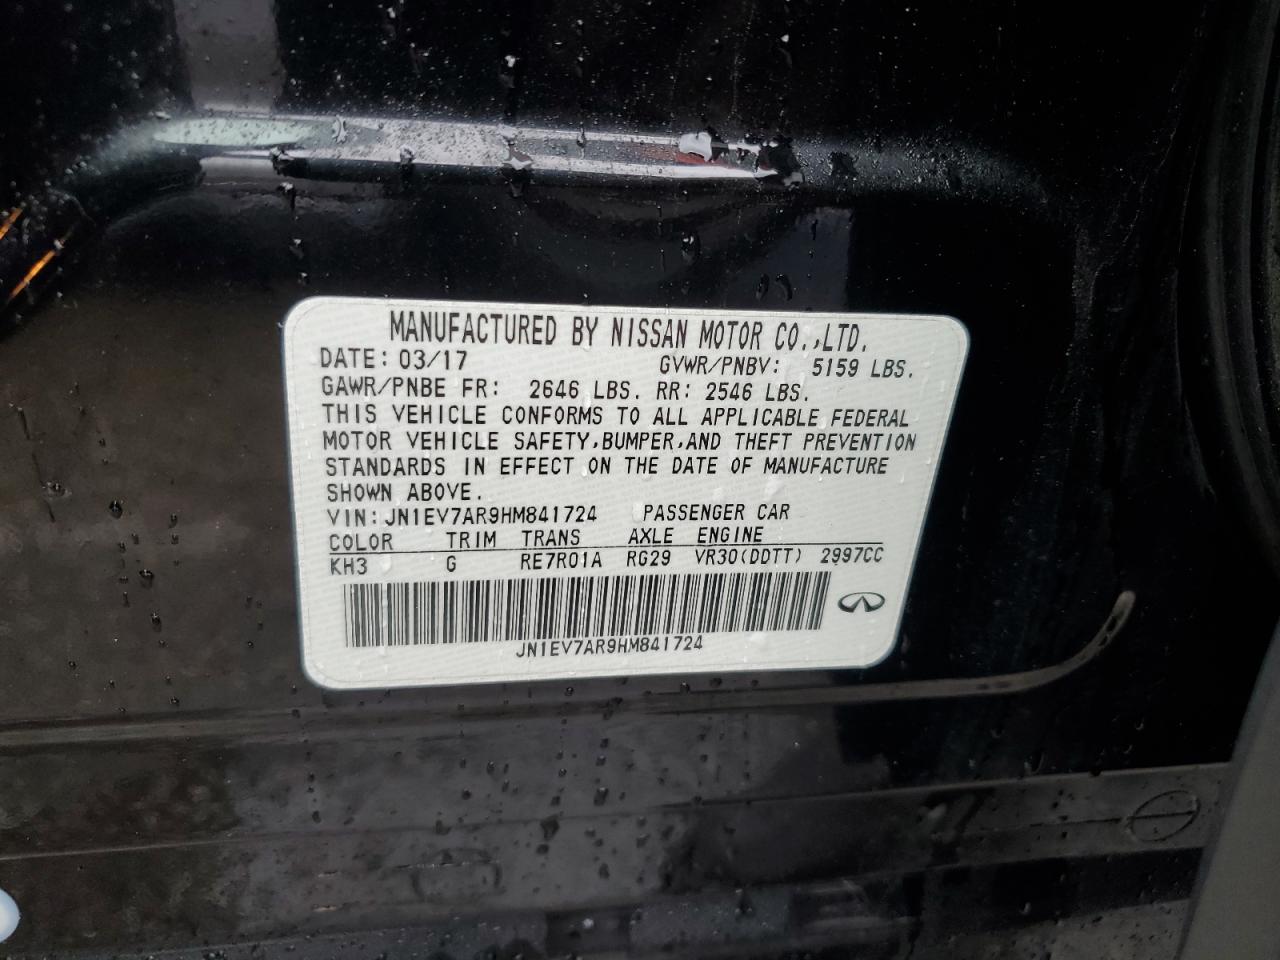 MANUFACTURED BY NISSAN MOTOR CO.,LTD.
DATE: 03/17 GVWR/PNBV: 5159 LBS.
GAWR/PNBE FR: 2646 LBS. RR: 2546 LBS.
THIS VEHICLE CONFORMS TO ALL APPLICABLE FEDERAL
MOTOR VEHICLE SAFETY,BUMPER,AND THEFT PREVENTION
STANDARDS IN EFFECT ON THE DATE OF MANUFACTURE
SHOWN ABOVE.
VIN:JN1EV7AR9HM841724 PASSENGER CAR
COLOR TRIM TRANS AXLE ENGINE
KH3 G RE7R01A RG29 VR30(DDTT) 2997CC
JN1EV7AR9HM841724